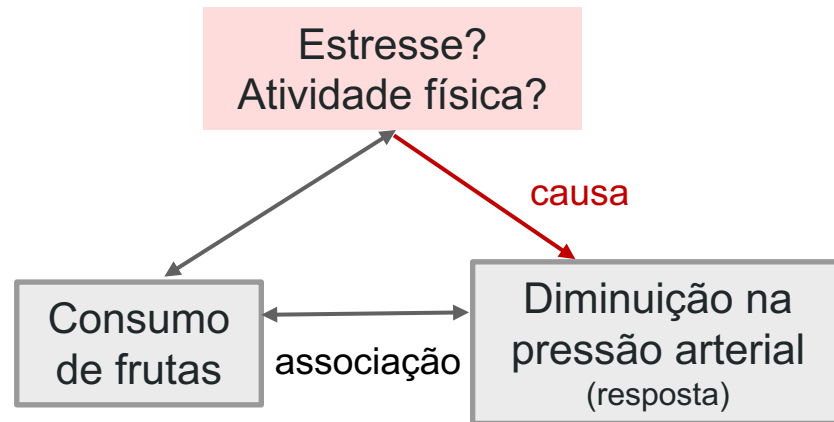 Estresse?
Atividade física?
causa
Consumo
de frutas
associação
Diminuição na
pressão arterial
(resposta)